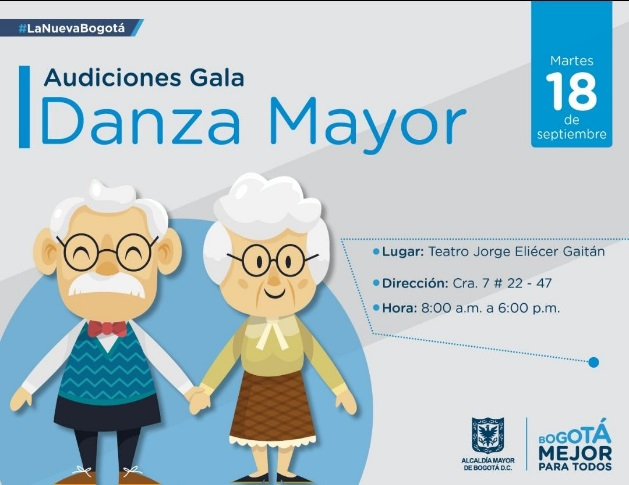 #LaNuevaBogotá
Audiciones Gala
Danza Mayor
Martes
18
de
septiembre
• Lugar: Teatro Jorge Eliécer Gaitán
• Dirección: Cra. 7 # 22 - 47
• Hora: 8:00 a.m. a 6:00 p.m.
ALCALDÍA MAYOR
DE BOGOTÁ D.C.
BOGOTÁ
MEJOR
PARA TODOS